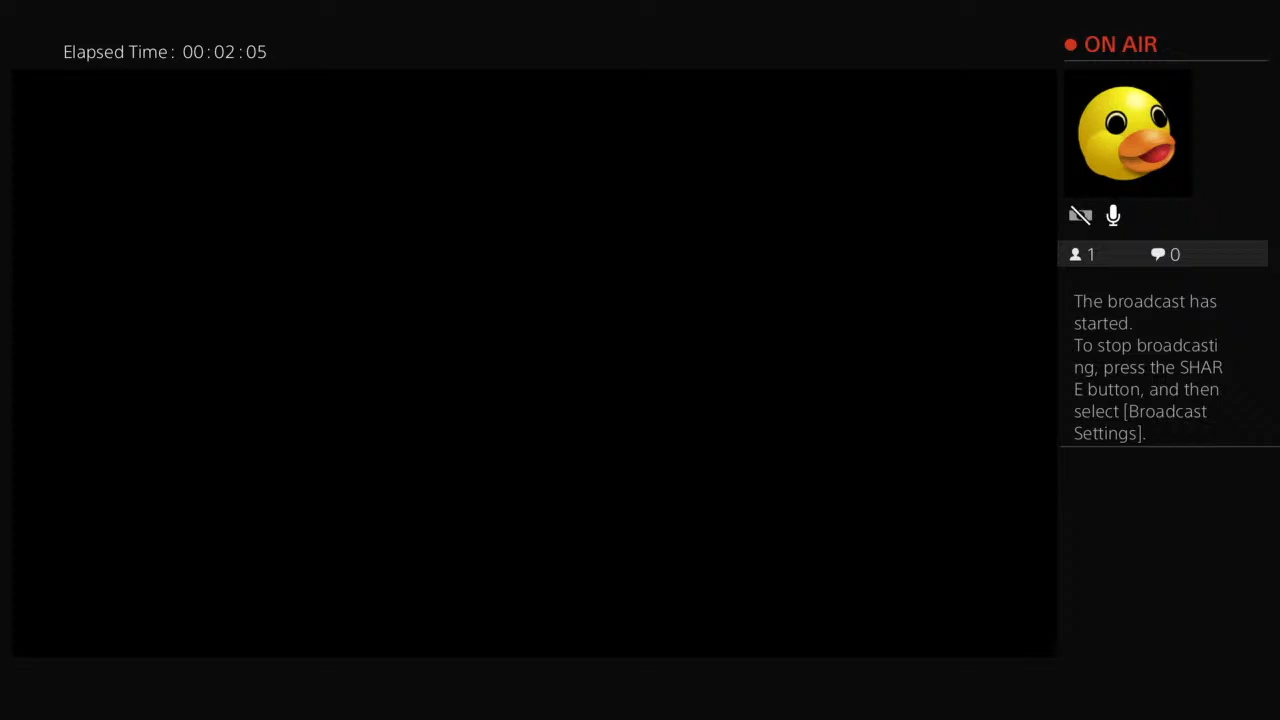 Elapsed Time: 00:02:05
ON AIR
1 0
The broadcast has
started.
To stop broadcasti
ng, press the SHAR
E button, and then
select [Broadcast
Settings].